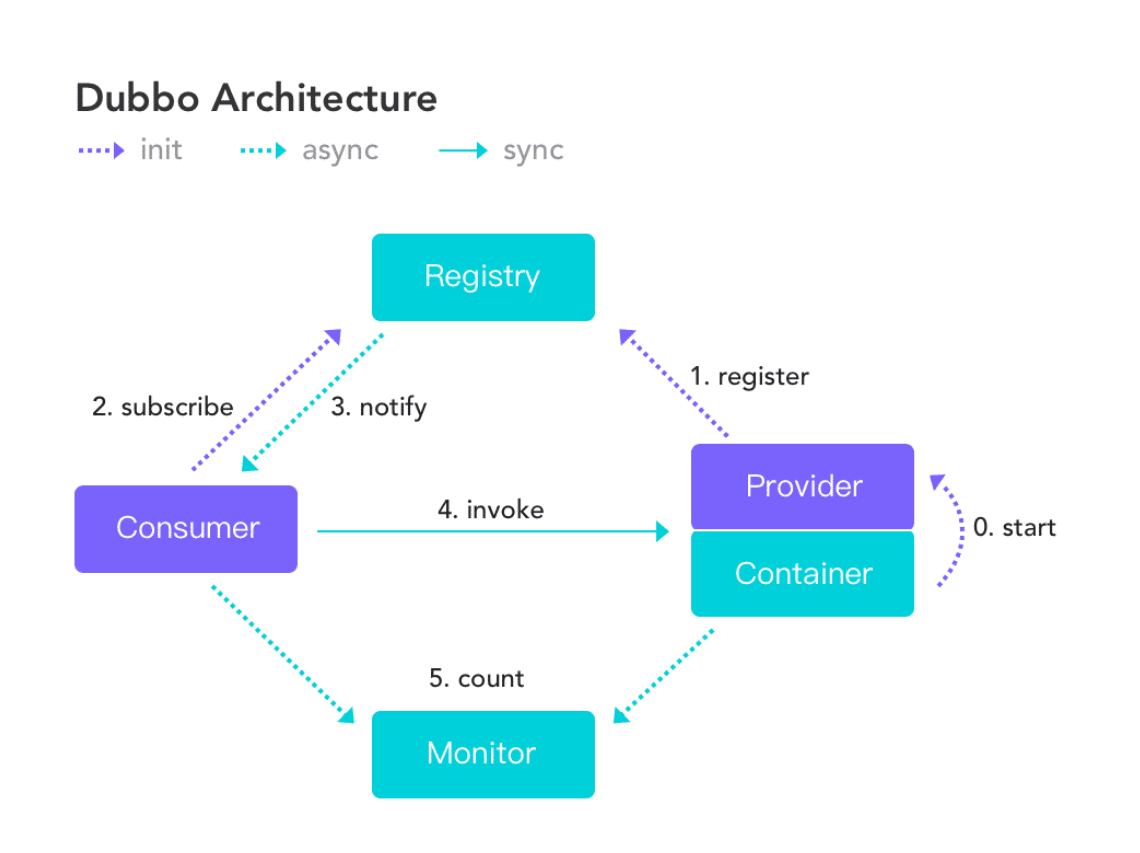 Dubbo Architecture
init async sync
Registry
1. register
2. subscribe 3. notify
Provider
4. invoke
Consumer 0. start
Container
5. count
Monitor